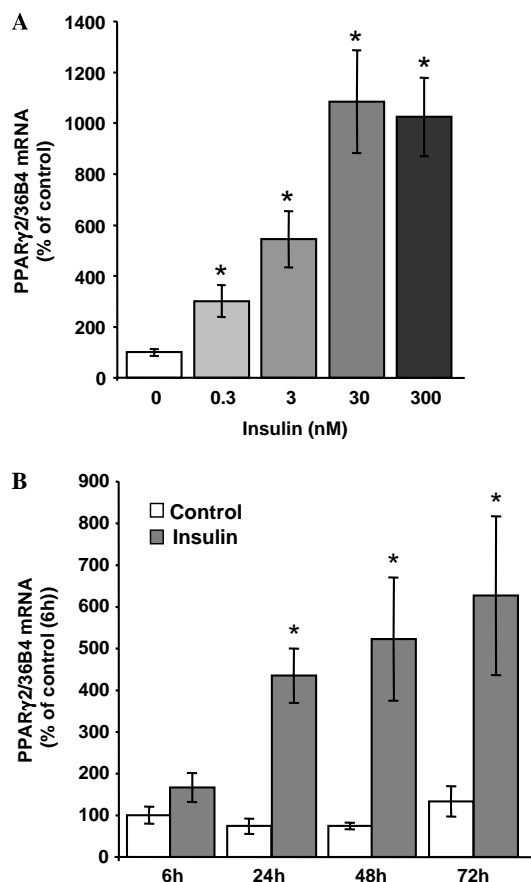 A
PPARγ2/36B4 mRNA
(% of control)
1400
1200
1000
800
600
400
200
0
*
*
*
*
0 0.3 3 30 300
Insulin (nM)
B
PPARγ2/36B4 mRNA
(% of control (6h))
900
800
700
600
500
400
300
200
100
0
Control
Insulin
*
*
*
6h 24h 48h 72h